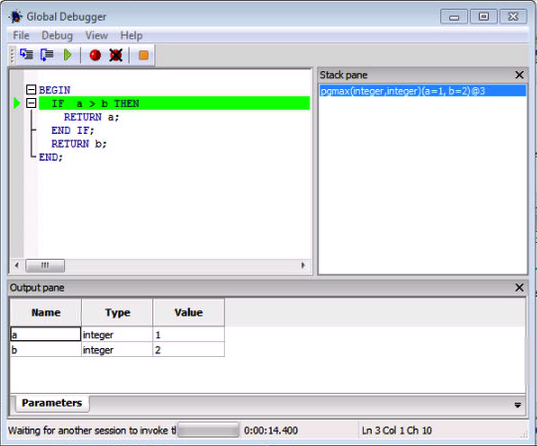 Global Debugger
File Debug View Help
BEGIN
IF a > b THEN
RETURN a;
END IF;
RETURN b;
END;
Stack pane
pgmax(integer,integer)(a=1, b=2)@3
Output pane
Name Type Value
a integer 1
b integer 2
Parameters
Waiting for another session to invoke 0:00:14.400 Ln 3 Col 1 Ch 10